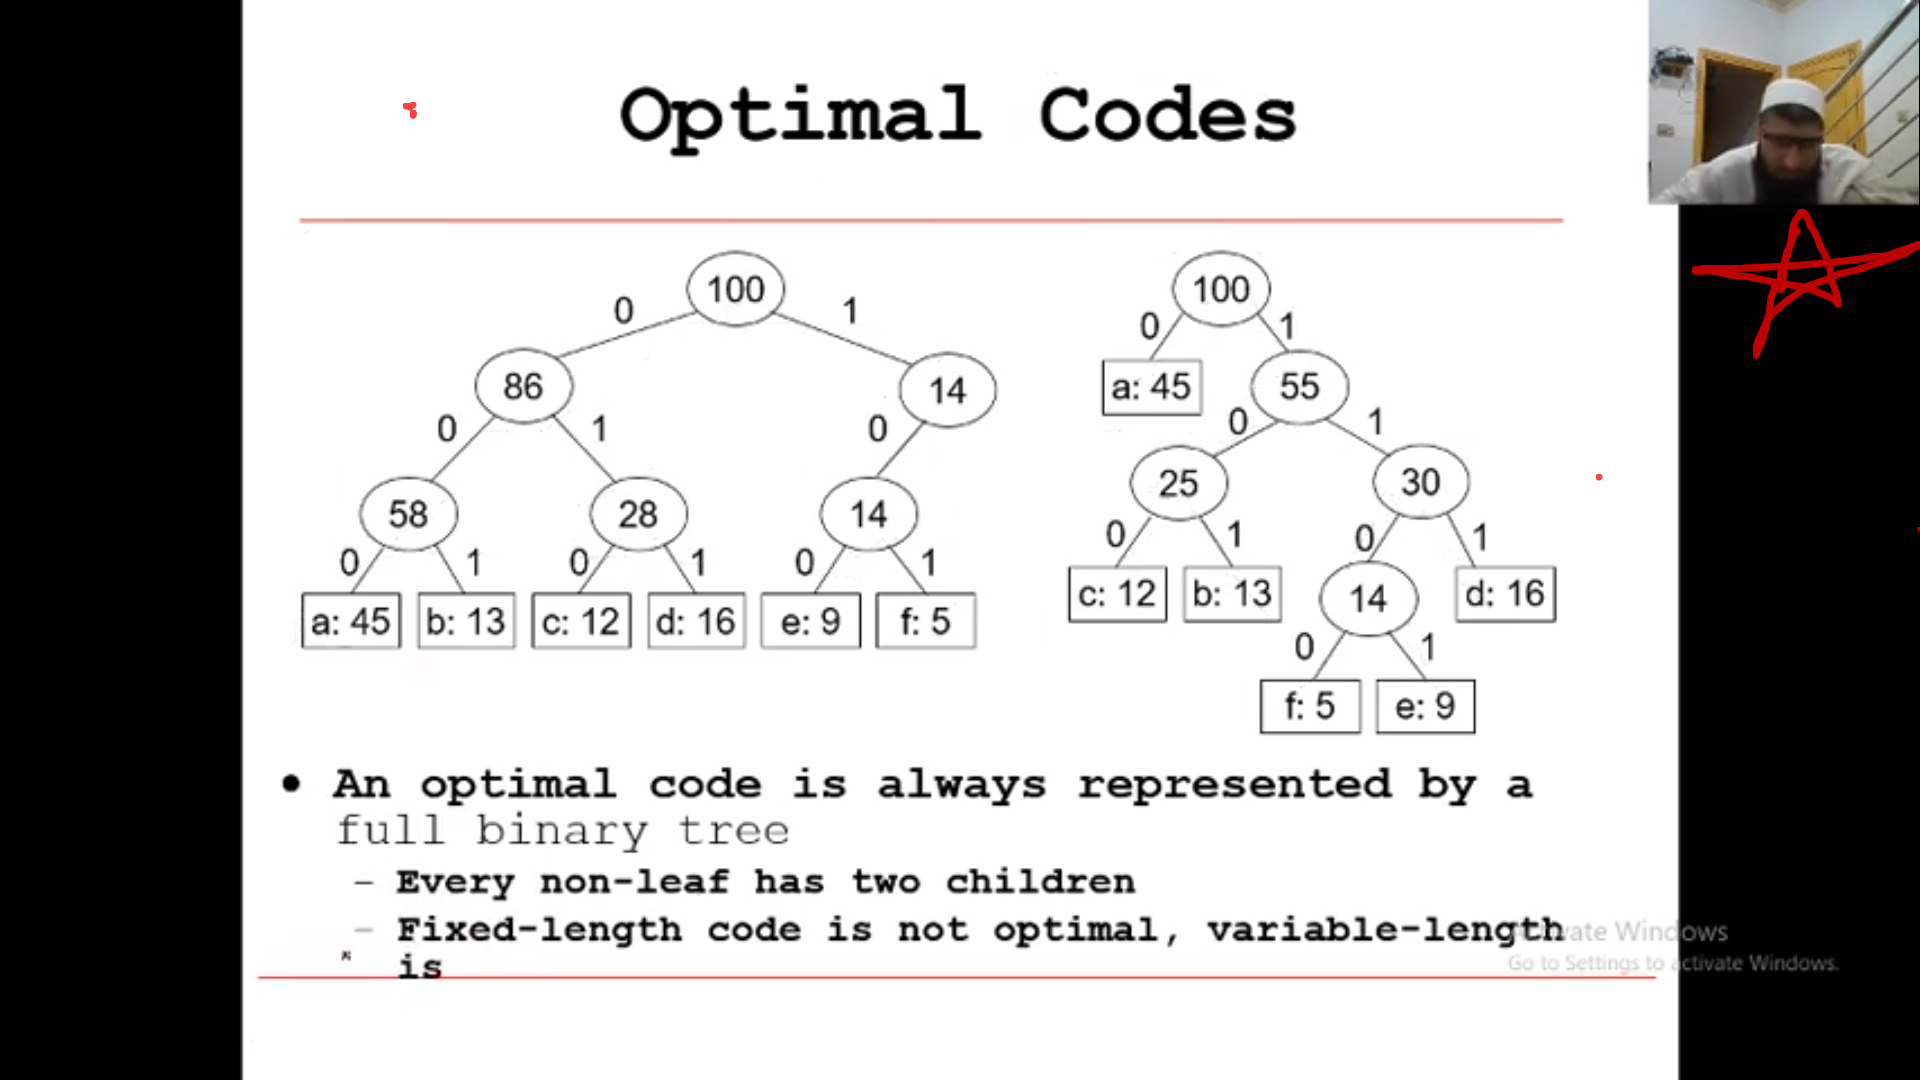 Optimal Codes
100
0
1
86
14
0
1
0
58
28
14
0
1
0
1
0
1
a: 45
b: 13
c: 12
d: 16
e: 9
f: 5
100
0
1
a: 45
55
0
1
25
30
0
1
0
1
c: 12
b: 13
14
d: 16
0
1
f: 5
e: 9
• An optimal code is always represented by a
full binary tree
– Every non-leaf has two children
– Fixed-length code is not optimal, variable-length
is
Activate Windows
Go to Settings to activate Windows.